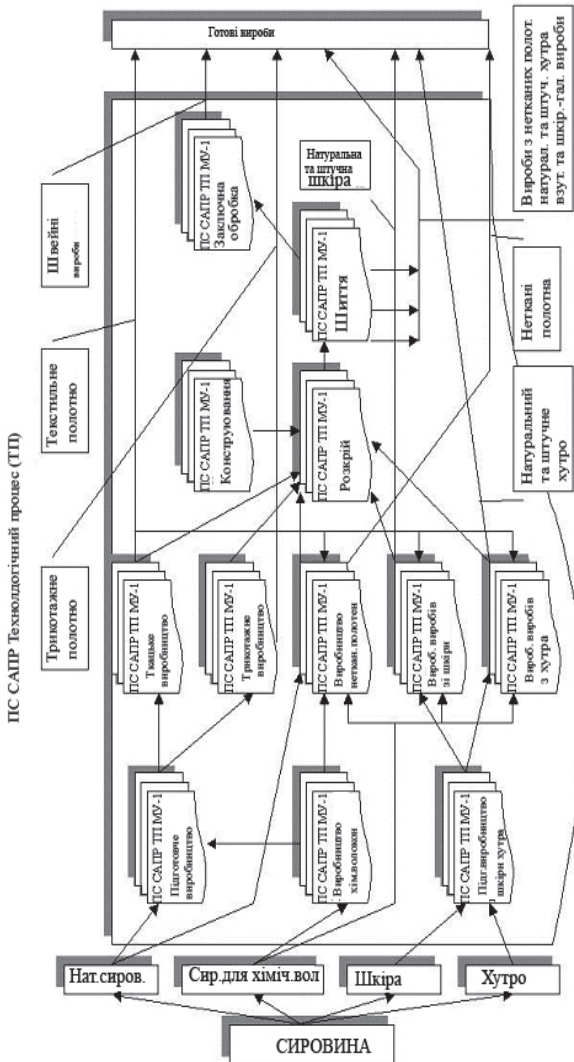 ПС САПР Технолдогічний процес (ТП)
Трикотажне
полотно
Текстильне
полотно
Швейні
вироби
Готові вироби
СИРОВИНА
Нат.сиров.
Сир.для хіміч.вол
Шкіра
Хутро
ПС САПР ТП МУ-1
Підготовче
виробництво
ПС САПР ТП МУ-1
Виробництво
хім.волокон
ПС САПР ТП МУ-1
Підг.виробництво
шкіри хутра
ПС САПР ТП МУ-1
Ткацьке
виробництво
ПС САПР ТП МУ-1
Трикотажне
виробництво
ПС САПР ТП МУ-1
Виробництво
неткан.полотен
ПС САПР ТП МУ-1
Вироб. виробів
зі шкіри
ПС САПР ТП МУ-1
Вироб. виробів
з хутра
ПС САПР ТП МУ-1
Конструювання
ПС САПР ТП МУ-1
Розкрій
ПС САПР ТП МУ-1
Заключна
обробка
ПС САПР ТП МУ-1
Шиття
Натуральна
та штучна
шкіра
Натуральний
та штучне
хутро
Неткані
полотна
Вироби з нетканих полот.
натурал. та штуч. хутра
взут. та шкір.-гал. вироби